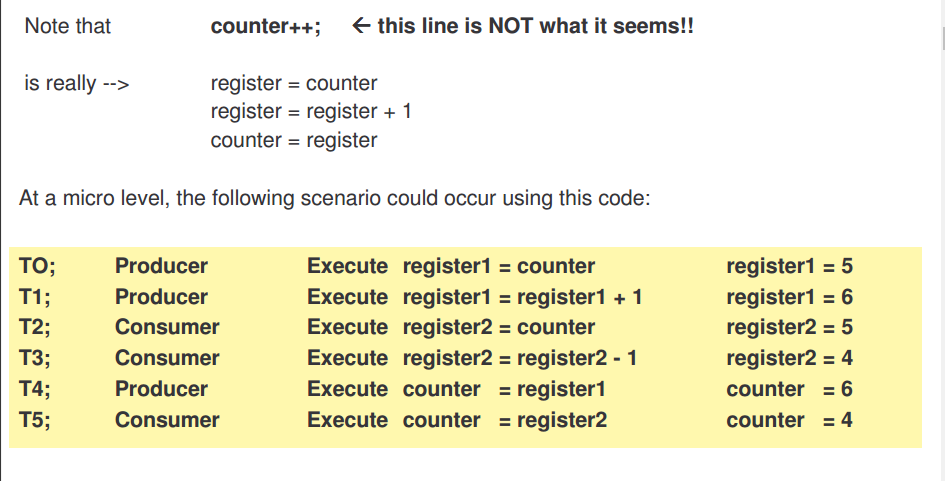 Note that counter++; ← this line is NOT what it seems!!
is really --> register = counter
register = register + 1
counter = register
At a micro level, the following scenario could occur using this code:
TO; Producer Execute register1 = counter register1 = 5
T1; Producer Execute register1 = register1 + 1 register1 = 6
T2; Consumer Execute register2 = counter register2 = 5
T3; Consumer Execute register2 = register2 - 1 register2 = 4
T4; Producer Execute counter = register1 counter = 6
T5; Consumer Execute counter = register2 counter = 4